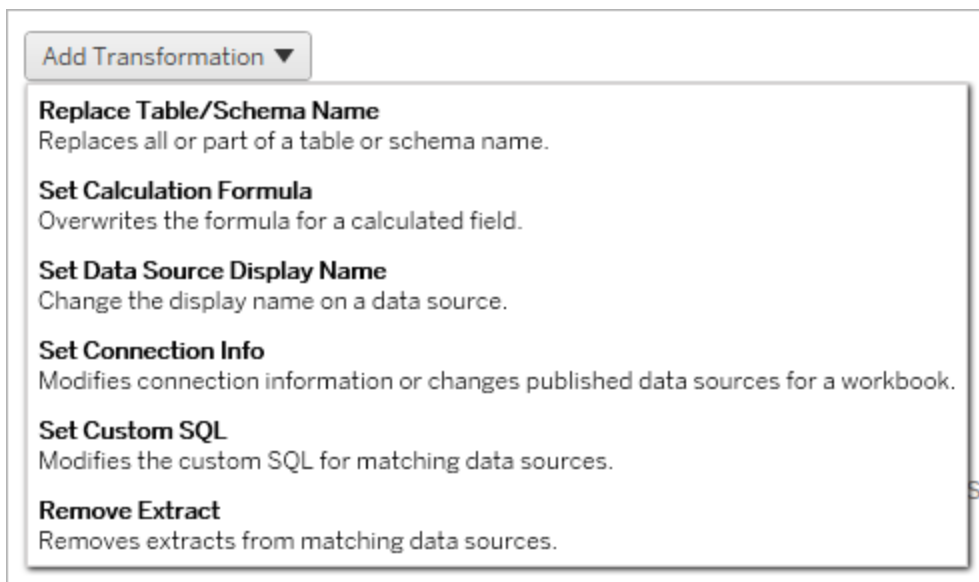 Add Transformation ▼
Replace Table/Schema Name
Replaces all or part of a table or schema name.
Set Calculation Formula
Overwrites the formula for a calculated field.
Set Data Source Display Name
Change the display name on a data source.
Set Connection Info
Modifies connection information or changes published data sources for a workbook.
Set Custom SQL
Modifies the custom SQL for matching data sources.
Remove Extract
Removes extracts from matching data sources.